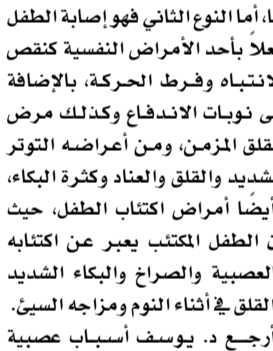 ـا، أما النوع الثاني فهو إصابة الطفل
علاً بأحد الأمراض النفسية كنقص
لانتباه وفرط الحركة، بالإضافة
ى نوبات الاندفاع وكذلك مرض
قلق المزمن، ومن أعراضه التوتر
شديد والقلق والعناد وكثرة البكاء،
أيضًا أمراض اكتئاب الطفل، حيث
ن الطفل المكتئب يعبر عن اكتئابه
العصبية والصراخ والبكاء الشديد
القلق في أثناء النوم ومزاجه السيئ.
أرجع د. يوسف أسباب عصبية